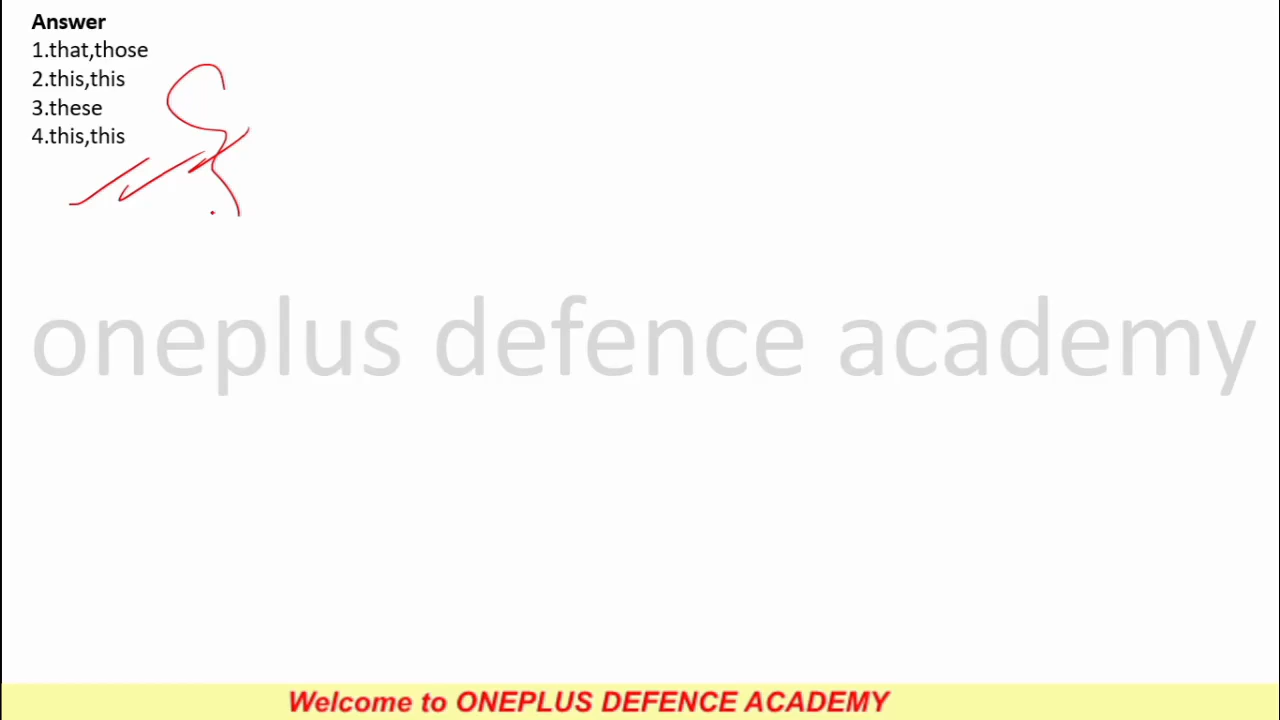 Answer
1.that,those
2.this,this
3.these
4.this,this
oneplus defence academy
Welcome to ONEPLUS DEFENCE ACADEMY